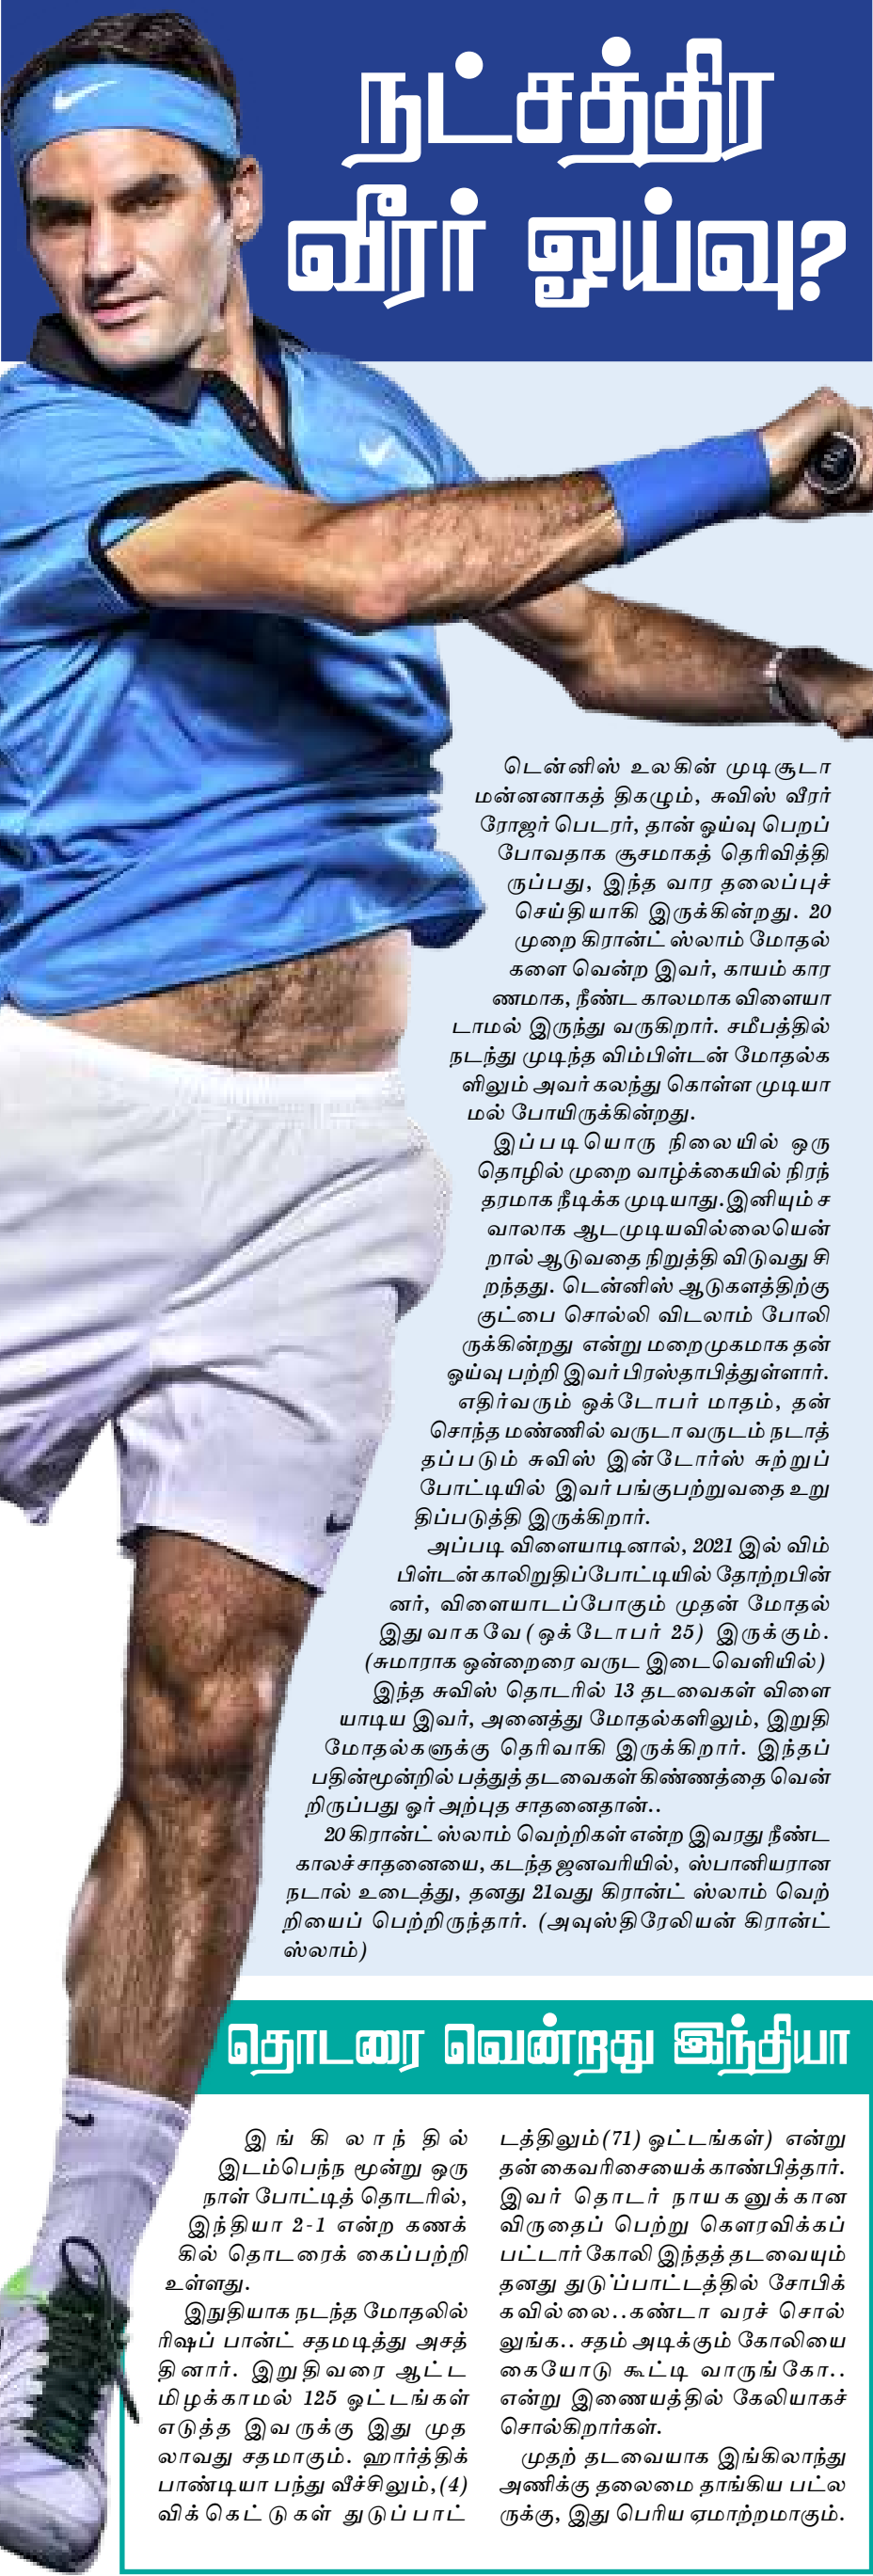 நட்சத்திர
வீரர் ஓய்வு?
டென்னிஸ் உலகின் முடிசூடா
மன்னனாகத் திகழும், சுவிஸ் வீரர்
ரோஜர் பெடரர், தான் ஓய்வு பெறப்
போவதாக சூசமாகத் தெரிவித்தி
ருப்பது, இந்த வார தலைப்புச்
செய்தியாகி இருக்கின்றது. 20
முறை கிரான்ட் ஸ்லாம் மோதல்
களை வென்ற இவர், காயம் கார
ணமாக, நீண்ட காலமாக விளையா
டாமல் இருந்து வருகிறார். சமீபத்தில்
நடந்து முடிந்த விம்பிள்டன் மோதல்க
ளிலும் அவர் கலந்து கொள்ள முடியா
மல் போயிருக்கின்றது.
இப்படியொரு நிலையில் ஒரு
தொழில் முறை வாழ்க்கையில் நிரந்
தரமாக நீடிக்க முடியாது.இனியும் ச
வாலாக ஆடமுடியவில்லையென்
றால் ஆடுவதை நிறுத்தி விடுவது சி
றந்தது. டென்னிஸ் ஆடுகளத்திற்கு
குட்பை சொல்லி விடலாம் போலி
ருக்கின்றது என்று மறைமுகமாக தன்
ஓய்வு பற்றி இவர் பிரஸ்தாபித்துள்ளார்.
எதிர்வரும் ஒக்டோபர் மாதம், தன்
சொந்த மண்ணில் வருடா வருடம் நடாத்
தப்படும் சுவிஸ் இன்டோர்ஸ் சுற்றுப்
போட்டியில் இவர் பங்குபற்றுவதை உறு
திப்படுத்தி இருக்கிறார்.
அப்படி விளையாடினால், 2021 இல் விம்
பிள்டன் காலிறுதிப்போட்டியில் தோற்றபின்
னர், விளையாடப்போகும் முதன் மோதல்
இதுவாகவே (ஒக்டோபர் 25) இருக்கும்.
(சுமாராக ஒன்றைரை வருட இடைவெளியில்)
இந்த சுவிஸ் தொடரில் 13 தடவைகள் விளை
யாடிய இவர், அனைத்து மோதல்களிலும், இறுதி
மோதல்களுக்கு தெரிவாகி இருக்கிறார். இந்தப்
பதின்மூன்றில் பத்துத் தடவைகள் கிண்ணத்தை வென்
றிருப்பது ஓர் அற்புத சாதனைதான்..
20 கிரான்ட் ஸ்லாம் வெற்றிகள் என்ற இவரது நீண்ட
காலச் சாதனையை, கடந்த ஜனவரியில், ஸ்பானியரான
நடால் உடைத்து, தனது 21வது கிரான்ட் ஸ்லாம் வெற்
றியைப் பெற்றிருந்தார். (அவுஸ்திரேலியன் கிரான்ட்
ஸ்லாம்)
தொடரை வென்றது இந்தியா
இங்கிலாந்தில்
இடம்பெந்ந மூன்று ஒரு
நாள் போட்டித் தொடரில்,
இந்தியா 2-1 என்ற கணக்
கில் தொடரைக் கைப்பற்றி
உள்ளது.
இநுதியாக நடந்த மோதலில்
ரிஷப் பான்ட் சதமடித்து அசத்
தினார். இறுதிவரை ஆட்ட
மிழக்காமல் 125 ஓட்டங்கள்
எடுத்த இவருக்கு இது முத
லாவது சதமாகும். ஹார்த்திக்
பாண்டியா பந்து வீச்சிலும்,(4)
விக்கெட்டுகள் துடுப்பாட்
டத்திலும்(71) ஓட்டங்கள்) என்று
தன் கைவரிசையைக் காண்பித்தார்.
இவர் தொடர் நாயகனுக்கான
விருதைப் பெற்று கௌரவிக்கப்
பட்டார் கோலி இந்தத் தடவையும்
தனது துடுப்பாட்டத்தில் சோபிக்
கவில்லை..கண்டா வரச் சொல்
லுங்க.. சதம் அடிக்கும் கோலியை
கையோடு கூட்டி வாருங்கோ..
என்று இணையத்தில் கேலியாகச்
சொல்கிறார்கள்.
முதற் தடவையாக இங்கிலாந்து
அணிக்கு தலைமை தாங்கிய பட்ல
ருக்கு, இது பெரிய ஏமாற்றமாகும்.